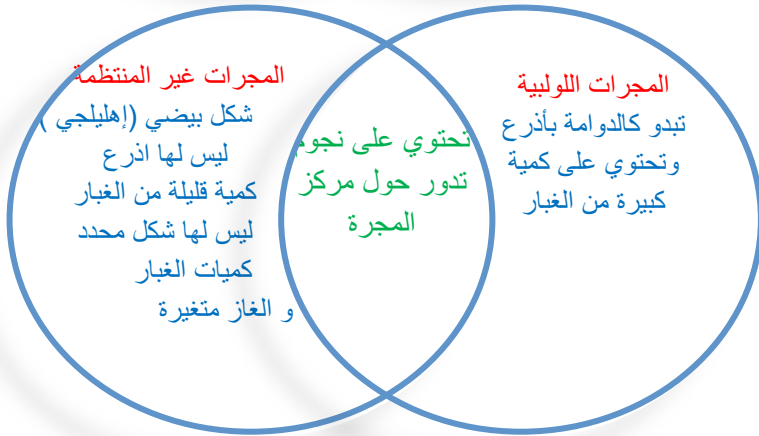 المجرات اللولبية
تبدو كالدوامة بأذرع
وتحتوي على كمية
كبيرة من الغبار
تحتوي على نجوم
تدور حول مركز
المجرة
المجرات غير المنتظمة
شكل بيضي (إهليلجي )
ليس لها اذرع
كمية قليلة من الغبار
ليس لها شكل محدد
كميات الغبار
و الغاز متغيرة